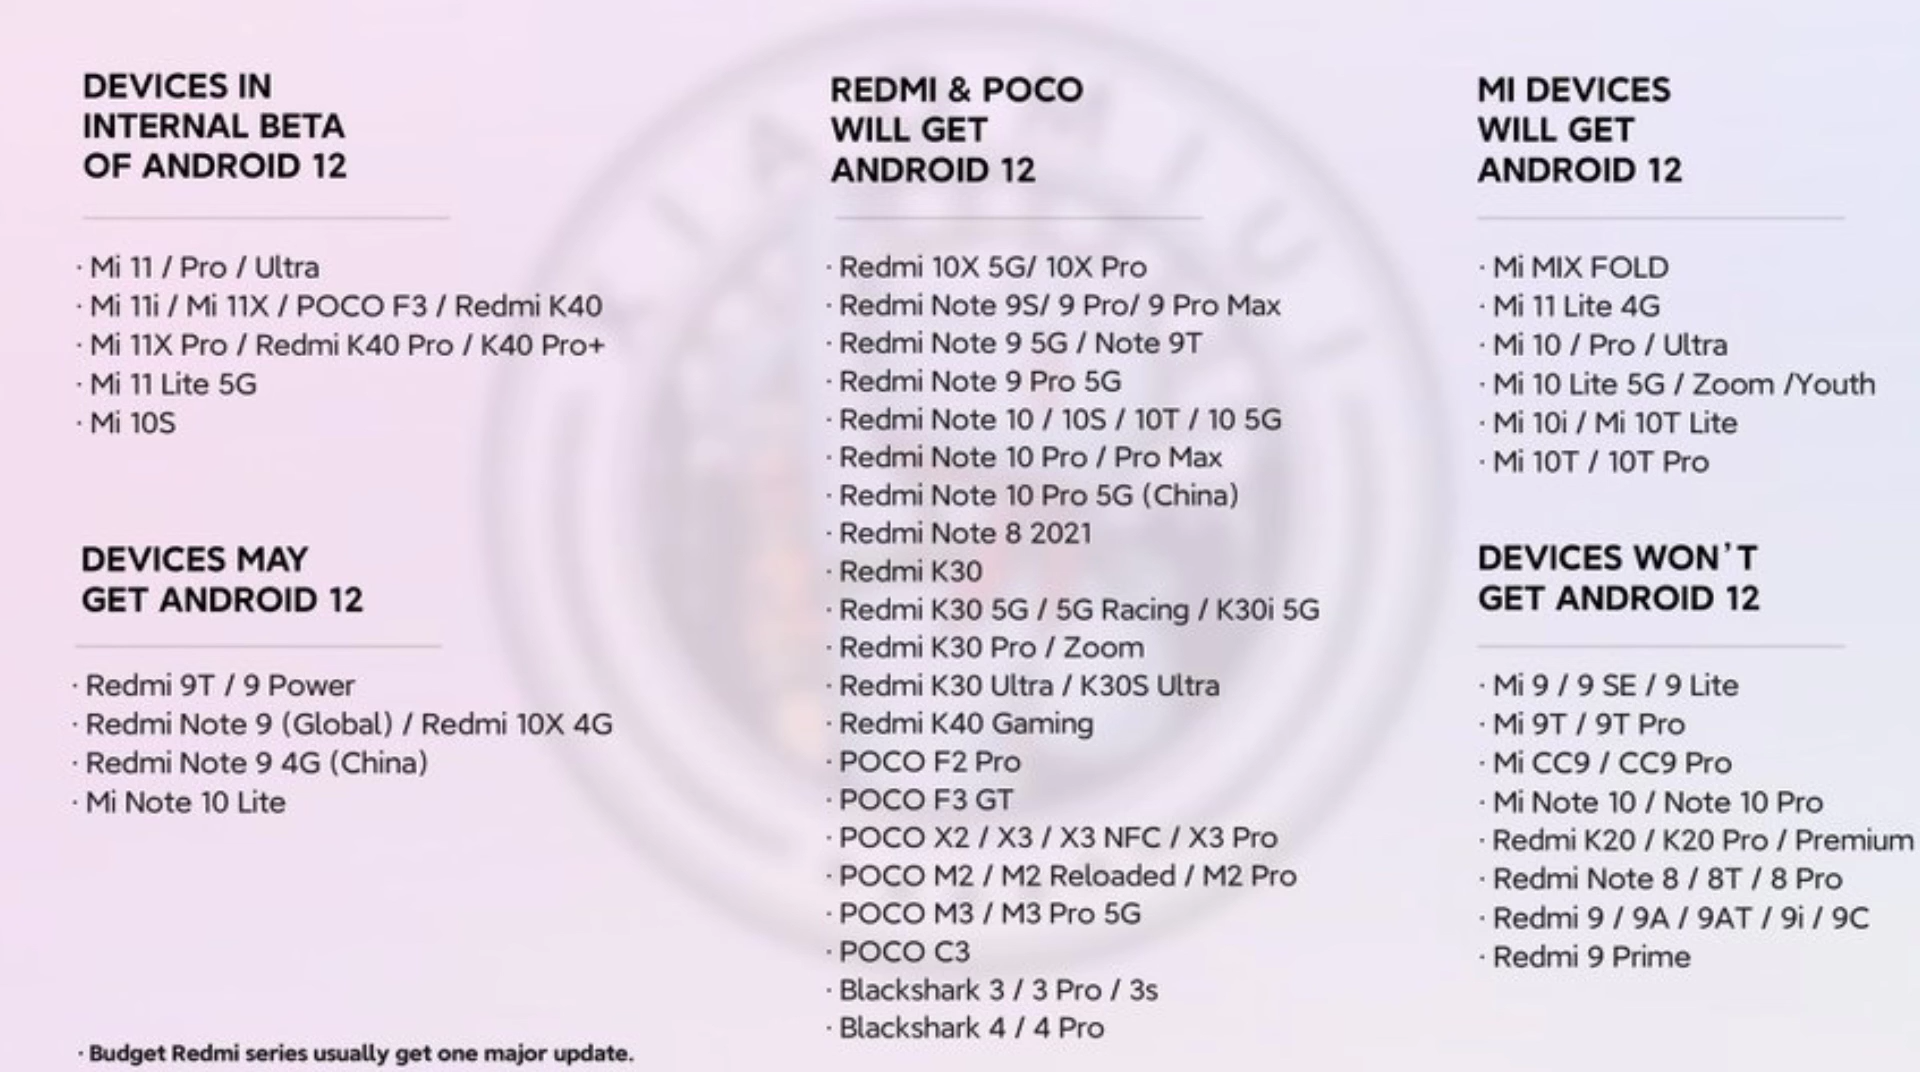 DEVICES IN
INTERNAL BETA
OF ANDROID 12
· Mi 11 / Pro / Ultra
· Mi 11i / Mi 11X / POCO F3 / Redmi K40
· Mi 11X Pro / Redmi K40 Pro / K40 Pro+
· Mi 11 Lite 5G
· Mi 10S
DEVICES MAY
GET ANDROID 12
· Redmi 9T / 9 Power
· Redmi Note 9 (Global) / Redmi 10X 4G
· Redmi Note 9 4G (China)
· Mi Note 10 Lite
· Budget Redmi series usually get one major update.
REDMI & POCO
WILL GET
ANDROID 12
· Redmi 10X 5G/ 10X Pro
· Redmi Note 9S/ 9 Pro/ 9 Pro Max
· Redmi Note 9 5G / Note 9T
· Redmi Note 9 Pro 5G
· Redmi Note 10 / 10S / 10T / 10 5G
· Redmi Note 10 Pro / Pro Max
· Redmi Note 10 Pro 5G (China)
· Redmi Note 8 2021
· Redmi K30
· Redmi K30 5G / 5G Racing / K30i 5G
· Redmi K30 Pro / Zoom
· Redmi K30 Ultra / K30S Ultra
· Redmi K40 Gaming
· POCO F2 Pro
· POCO F3 GT
· POCO X2 / X3 / X3 NFC / X3 Pro
· POCO M2 / M2 Reloaded / M2 Pro
· POCO M3 / M3 Pro 5G
· POCO C3
· Blackshark 3 / 3 Pro / 3s
· Blackshark 4 / 4 Pro
MI DEVICES
WILL GET
ANDROID 12
· Mi MIX FOLD
· Mi 11 Lite 4G
· Mi 10 / Pro / Ultra
· Mi 10 Lite 5G / Zoom /Youth
· Mi 10i / Mi 10T Lite
· Mi 10T / 10T Pro
DEVICES WON'T
GET ANDROID 12
· Mi 9 / 9 SE / 9 Lite
· Mi 9T / 9T Pro
· Mi CC9 / CC9 Pro
· Mi Note 10 / Note 10 Pro
· Redmi K20 / K20 Pro / Premium
· Redmi Note 8 / 8T / 8 Pro
· Redmi 9 / 9A / 9AT / 9i / 9C
· Redmi 9 Prime